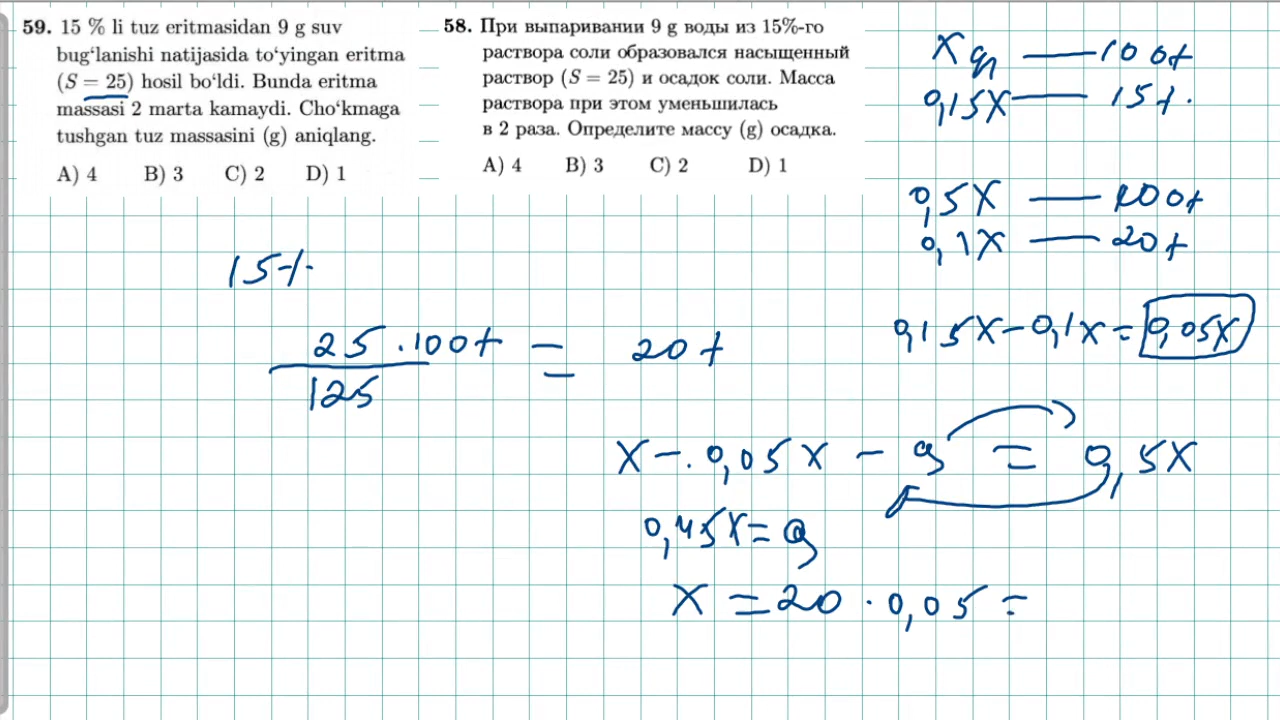 59. 15 % li tuz eritmasidan 9 g suv
bug‘lanishi natijasida to‘yingan eritma
(S = 25) hosil bo‘ldi. Bunda eritma
massasi 2 marta kamaydi. Cho‘kmaga
tushgan tuz massasini (g) aniqlang.
A) 4 B) 3 C) 2 D) 1
58. При выпаривании 9 g воды из 15%-го
раствора соли образовался насыщенный
раствор (S = 25) и осадок соли. Масса
раствора при этом уменьшилась
в 2 раза. Определите массу (g) осадка.
A) 4 B) 3 C) 2 D) 1
0,15X — 15%
0,5X — 100%
0,1X — 20%
15%
25 · 100% = 20%
125
0,15X - 0,1X = 0,05X
X - 0,05X - 9 = 0,5X
0,45X = 9
X = 20 · 0,05 =